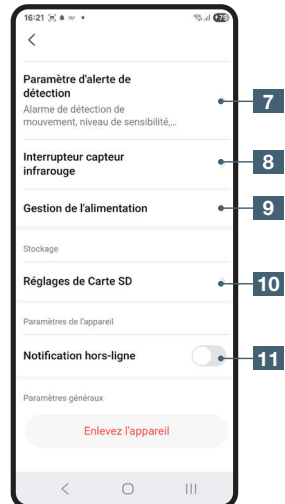 16:21
73
Paramètre d'alerte de
détection
Alarme de détection de
mouvement, niveau de sensibilité,...
7
Interrupteur capteur
infrarouge
8
Gestion de l'alimentation
9
Stockage
Réglages de Carte SD
10
Paramètres de l'appareil
Notification hors-ligne
11
Paramètres généraux
Enlevez l'appareil